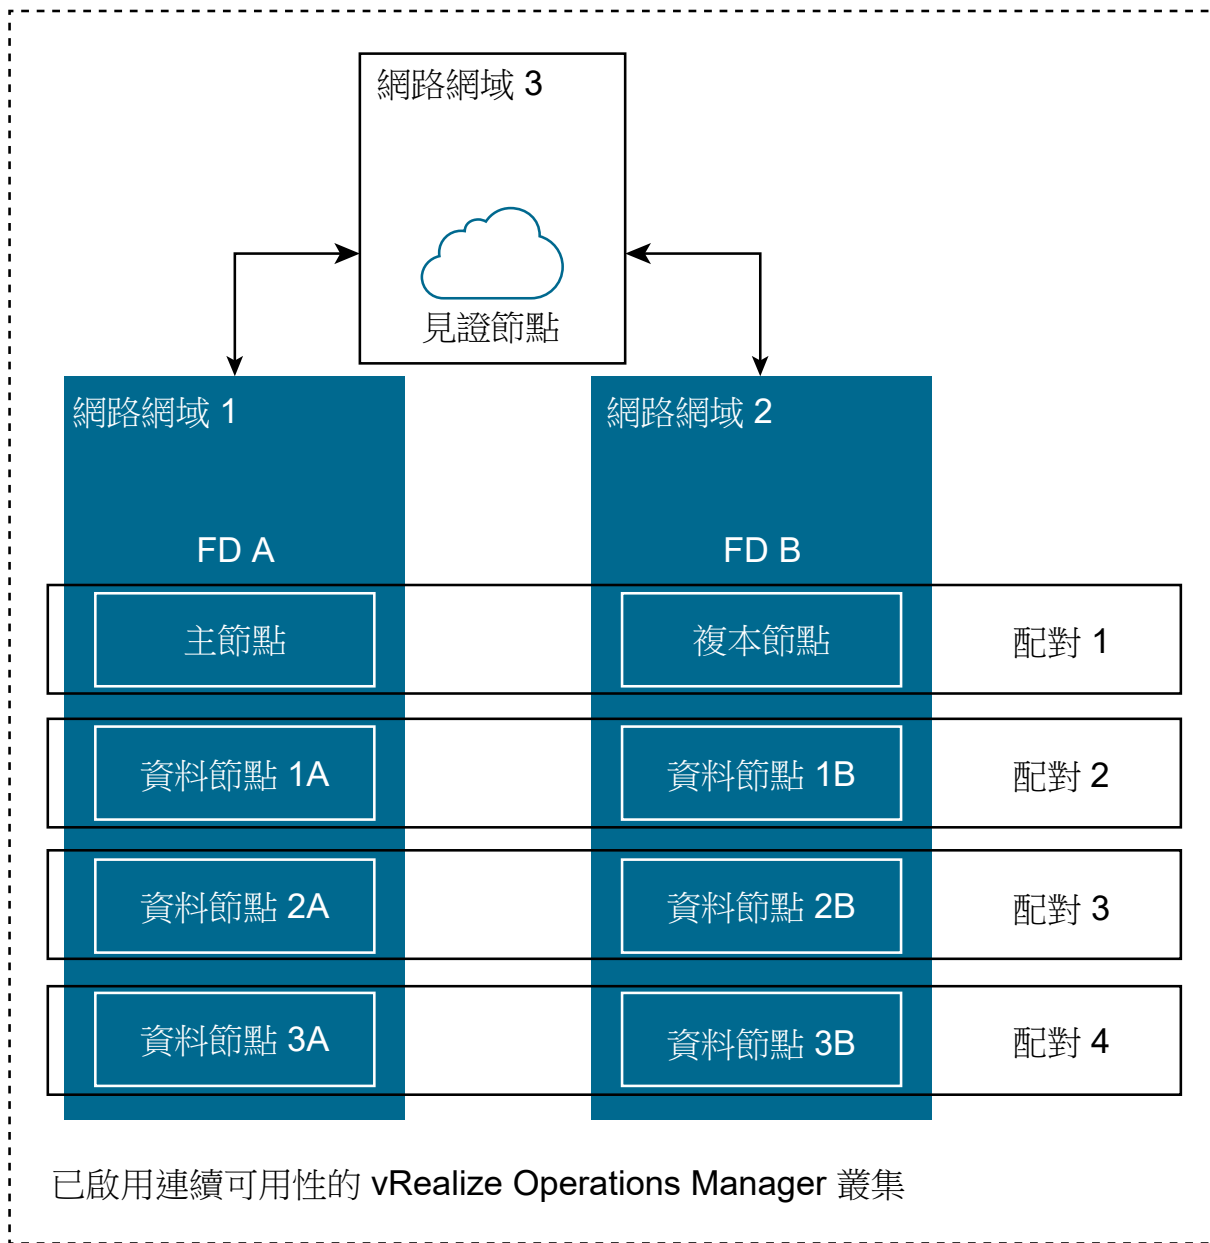 網路網域 3
見證節點
網路網域 1
網路網域 2
FD A
FD B
主節點
複本節點
配對 1
資料節點 1A
資料節點 1B
配對 2
資料節點 2A
資料節點 2B
配對 3
資料節點 3A
資料節點 3B
配對 4
已啟用連續可用性的 vRealize Operations Manager 叢集